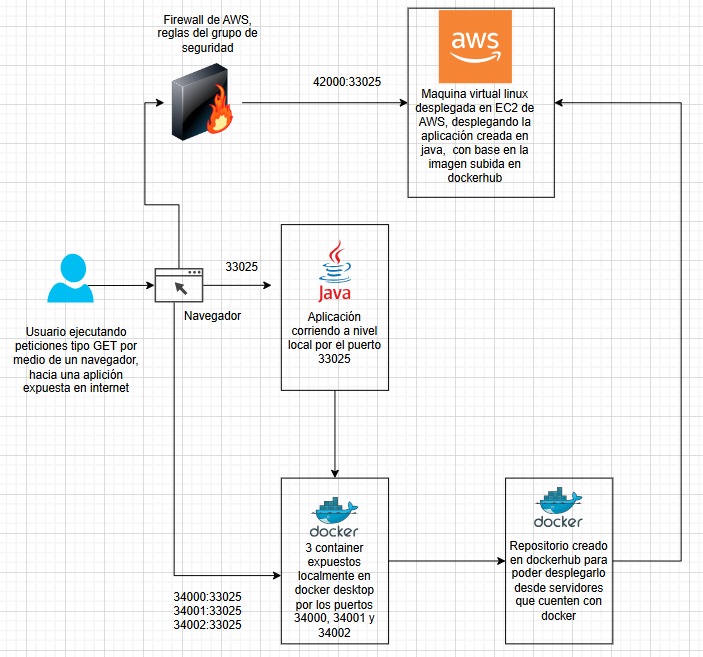 Firewall de AWS,
reglas del grupo de
seguridad
42000:33025
aws
Maquina virtual linux
desplegada en EC2 de
AWS, desplegando la
aplicación creada en
java, con base en la
imagen subida en
dockerhub
Usuario ejecutando
peticiones tipo GET por
medio de un navegador,
hacia una aplición
expuesta en internet
Navegador
33025
Java
Aplicación
corriendo a nivel
local por el puerto
33025
34000:33025
34001:33025
34002:33025
docker
3 container
expuestos
localmente en
docker desktop
por los puertos
34000, 34001 y
34002
docker
Repositorio creado
en dockerhub para
poder desplegarlo
desde servidores
que cuenten con
docker